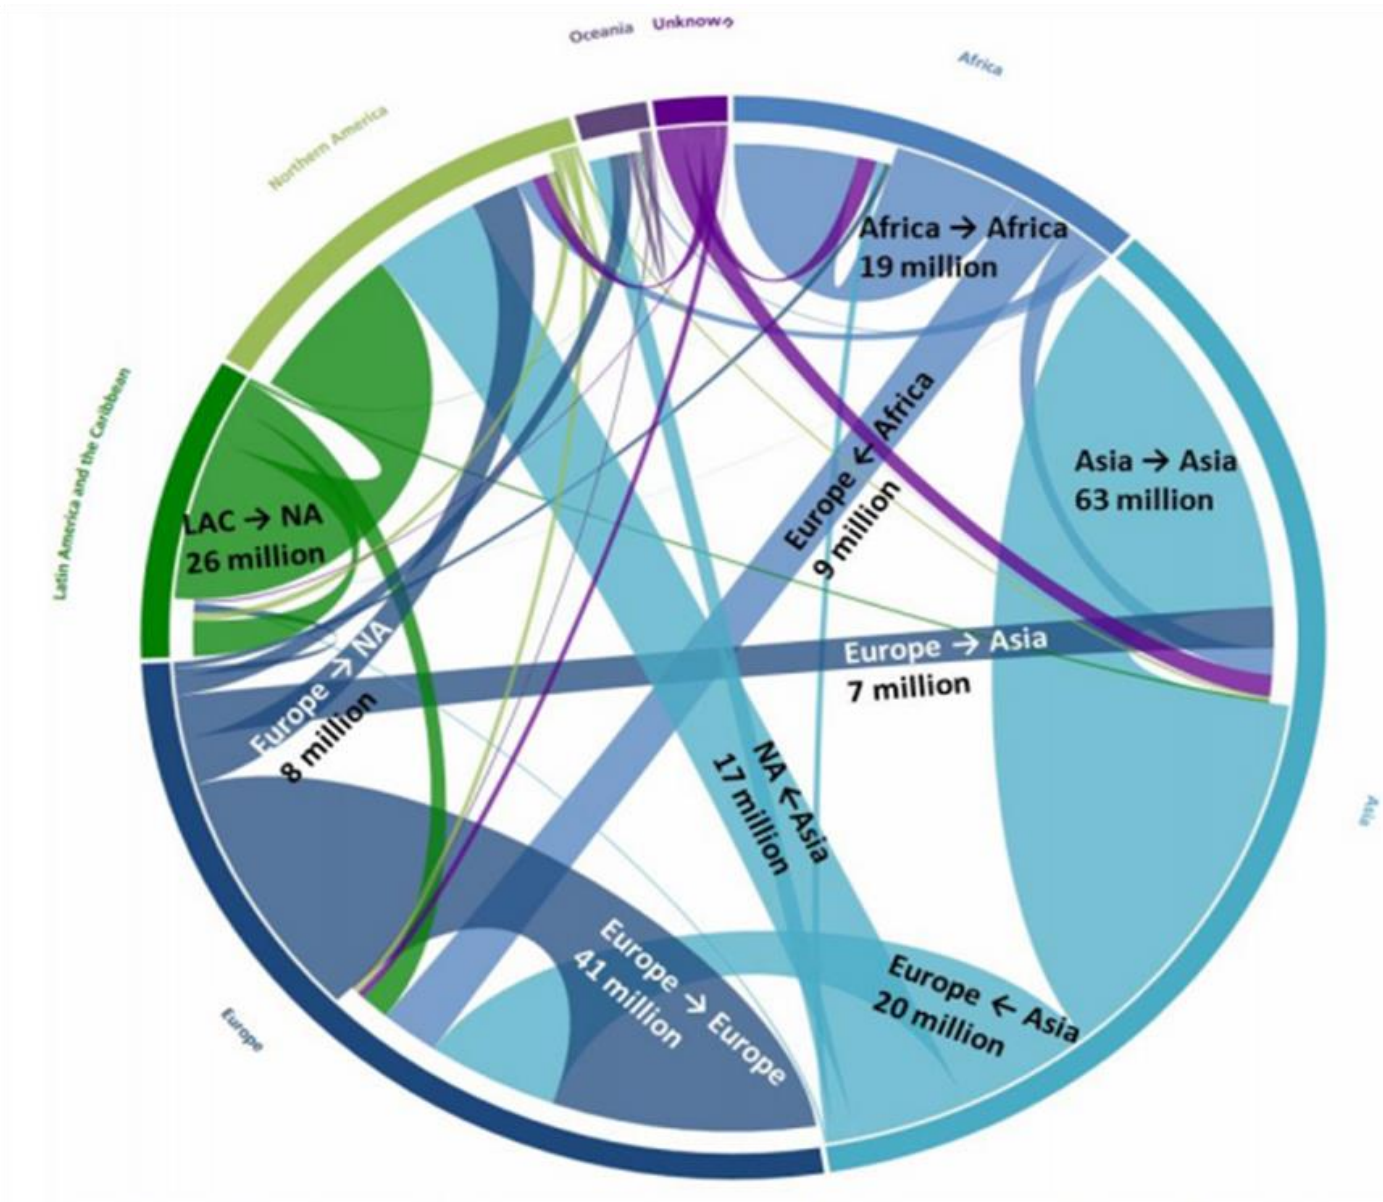 Oceania
Unknown
Africa
Northern America
Africa → Africa
19 million
Latin America and the Caribbean
Europe ← Africa
9 million
Asia → Asia
63 million
LAC → NA
26 million
Europe → NA
8 million
Europe → Asia
7 million
NA ← Asia
17 million
Asia
Europe → Europe
41 million
Europe ← Asia
20 million
Europe